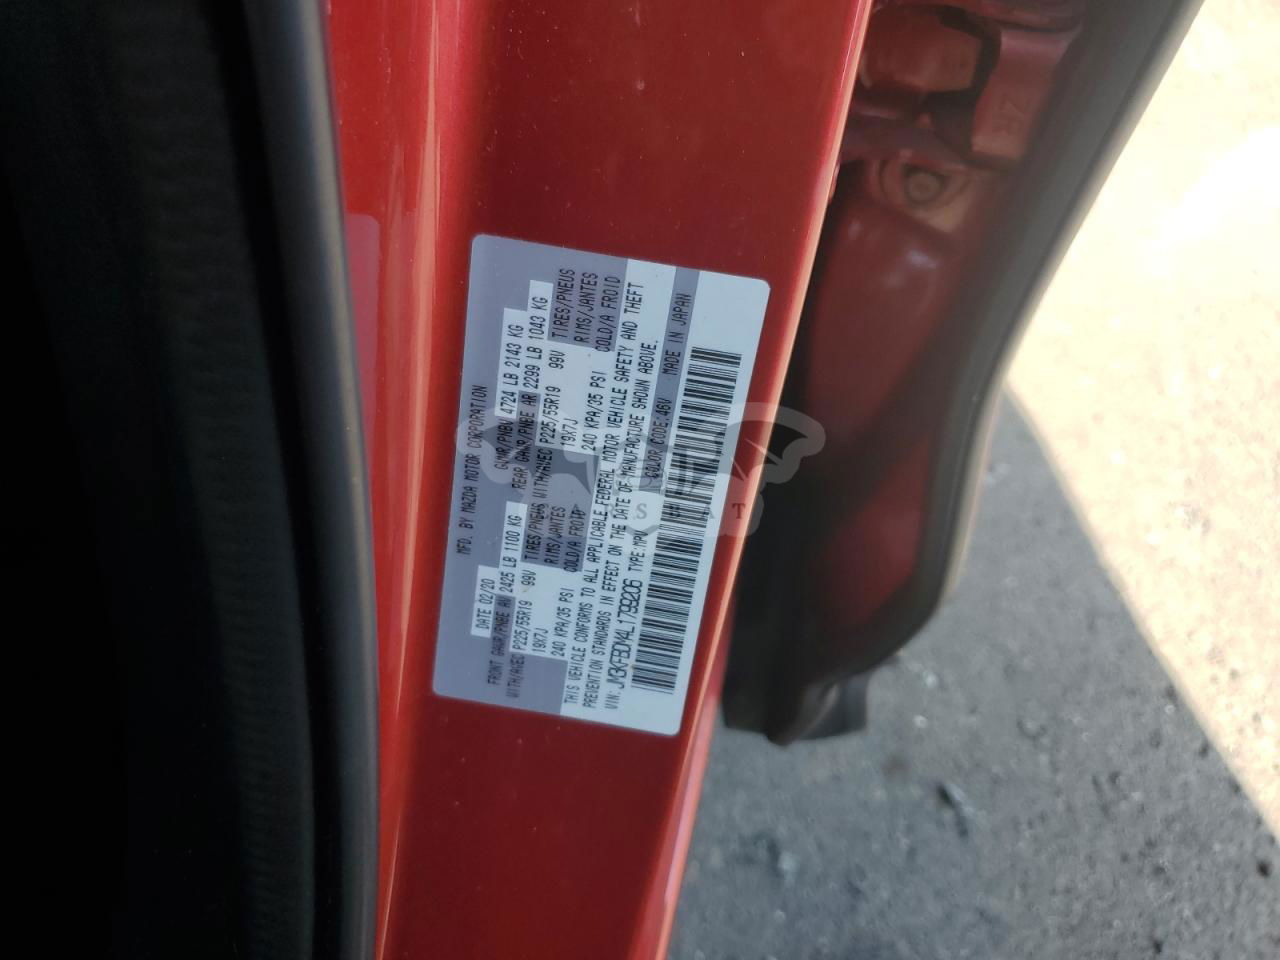 MFD. BY MAZDA MOTOR CORPORATION
DATE 02/20 GVWR/PNBV 4724 LB 2143 KG
FRONT GAWR/PNBE AV 2425 LB 1100 KG REAR GAWR/PNBE AR 2299 LB 1043 KG
WITH/AVEC P225/55R19 99V TIRES/PNEUS WITH/AVEC P225/55R19 99V TIRES/PNEUS
19X7J RIMS/JANTES 19X7J RIMS/JANTES
240 KPA/35 PSI COLD/A FROID 240 KPA/35 PSI COLD/A FROID
THIS VEHICLE CONFORMS TO ALL APPLICABLE FEDERAL MOTOR VEHICLE SAFETY AND THEFT
PREVENTION STANDARDS IN EFFECT ON THE DATE OF MANUFACTURE SHOWN ABOVE.
VIN: JM3KFBDM4L1799206 TYPE:MPV COLOR CODE:46V MADE IN JAPAN
CARSBAT